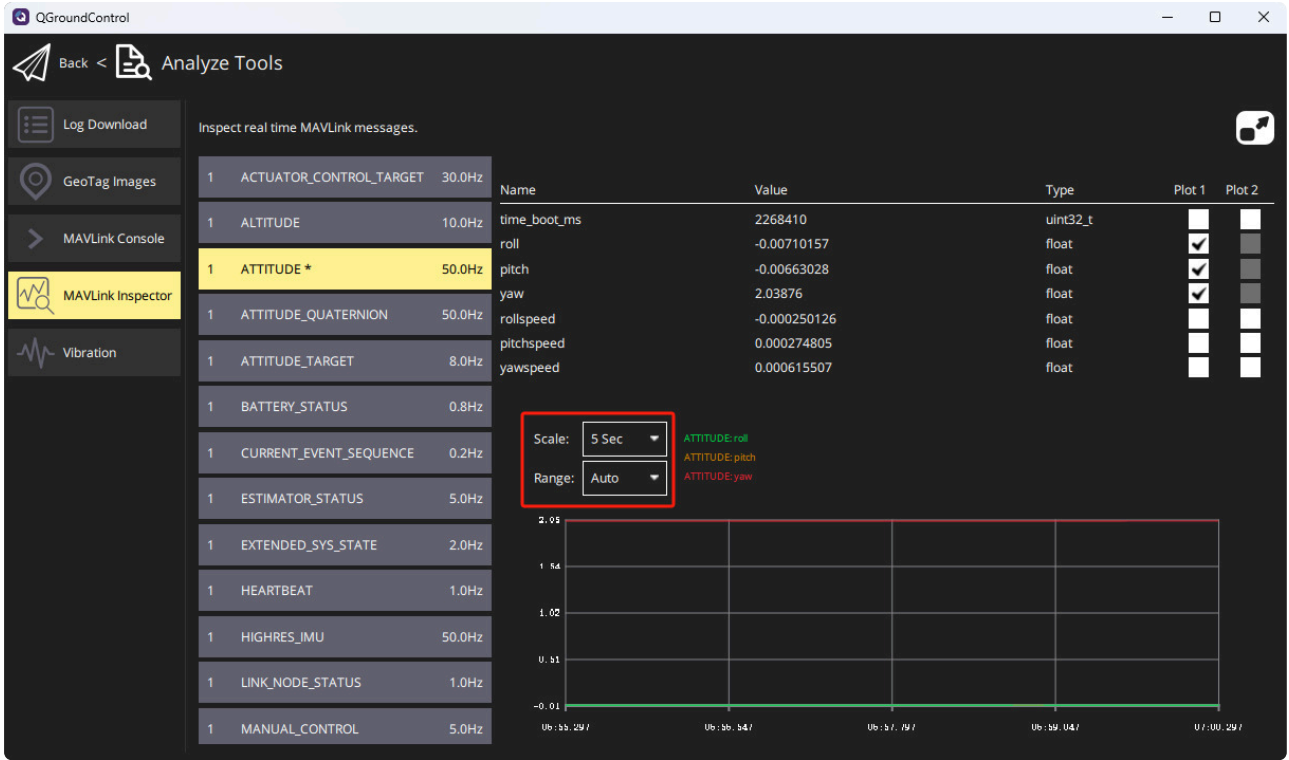 QGroundControl
Back < Analyze Tools
Log Download
GeoTag Images
MAVLink Console
MAVLink Inspector
Vibration
Inspect real time MAVLink messages.
1 ACTUATOR_CONTROL_TARGET 30.0Hz
1 ALTITUDE 10.0Hz
1 ATTITUDE * 50.0Hz
1 ATTITUDE_QUATERNION 50.0Hz
1 ATTITUDE_TARGET 8.0Hz
1 BATTERY_STATUS 0.8Hz
1 CURRENT_EVENT_SEQUENCE 0.2Hz
1 ESTIMATOR_STATUS 5.0Hz
1 EXTENDED_SYS_STATE 2.0Hz
1 HEARTBEAT 1.0Hz
1 HIGHRES_IMU 50.0Hz
1 LINK_NODE_STATUS 1.0Hz
1 MANUAL_CONTROL 5.0Hz
Name Value Type Plot 1 Plot 2
time_boot_ms 2268410 uint32_t
roll -0.00710157 float
pitch -0.00663028 float
yaw 2.03876 float
rollspeed -0.000250126 float
pitchspeed 0.000274805 float
yawspeed 0.000615507 float
Scale: 5 Sec
Range: Auto
ATTITUDE:roll
ATTITUDE:pitch
ATTITUDE:yaw
2.05
1.54
1.02
0.51
-0.01
06:55.297 06:56.547 06:57.797 06:59.047 07:00.297